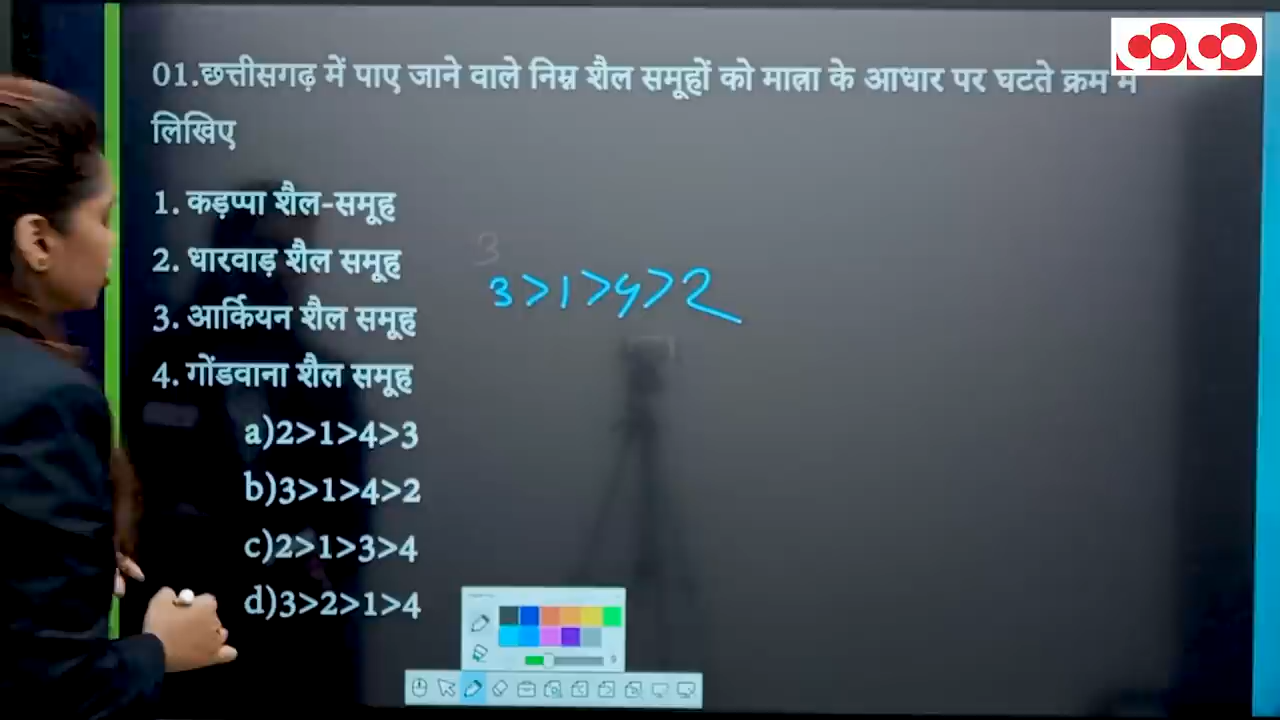 01.छत्तीसगढ़ में पाए जाने वाले निम्न शैल समूहों को मात्रा के आधार पर घटते क्रम में
लिखिए
1. कड़प्पा शैल-समूह
2. धारवाड़ शैल समूह
3. आर्कियन शैल समूह
4. गोंडवाना शैल समूह
3
3>1>4>2
a)2>1>4>3
b)3>1>4>2
c)2>1>3>4
d)3>2>1>4